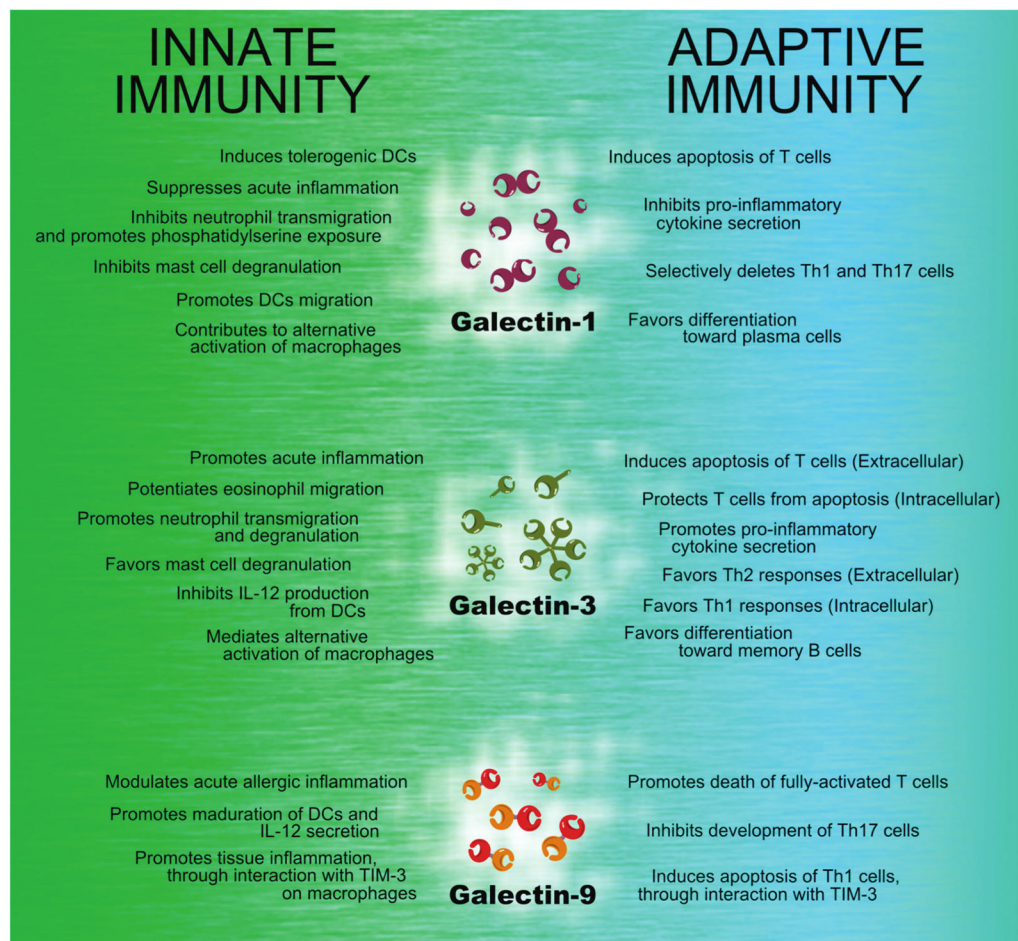 INNATE
IMMUNITY
ADAPTIVE
IMMUNITY
Induces tolerogenic DCs
Suppresses acute inflammation
Inhibits neutrophil transmigration
and promotes phosphatidylserine exposure
Inhibits mast cell degranulation
Promotes DCs migration
Contributes to alternative
activation of macrophages
Galectin-1
Induces apoptosis of T cells
Inhibits pro-inflammatory
cytokine secretion
Selectively deletes Th1 and Th17 cells
Favors differentiation
toward plasma cells
Promotes acute inflammation
Potentiates eosinophil migration
Promotes neutrophil transmigration
and degranulation
Favors mast cell degranulation
Inhibits IL-12 production
from DCs
Mediates alternative
activation of macrophages
Galectin-3
Induces apoptosis of T cells (Extracellular)
Protects T cells from apoptosis (Intracellular)
Promotes pro-inflammatory
cytokine secretion
Favors Th2 responses (Extracellular)
Favors Th1 responses (Intracellular)
Favors differentiation
toward memory B cells
Modulates acute allergic inflammation
Promotes maduration of DCs and
IL-12 secretion
Promotes tissue inflammation,
through interaction with TIM-3
on macrophages
Galectin-9
Promotes death of fully-activated T cells
Inhibits development of Th17 cells
Induces apoptosis of Th1 cells,
through interaction with TIM-3